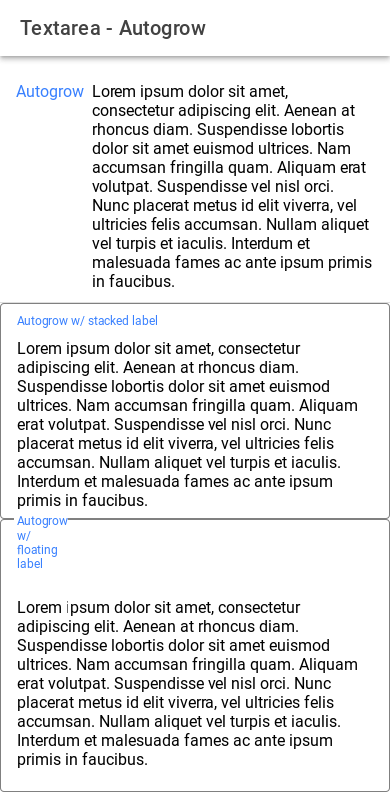 Textarea - Autogrow
Autogrow
Lorem ipsum dolor sit amet,
consectetur adipiscing elit. Aenean at
rhoncus diam. Suspendisse lobortis
dolor sit amet euismod ultrices. Nam
accumsan fringilla quam. Aliquam erat
volutpat. Suspendisse vel nisl orci.
Nunc placerat metus id elit viverra, vel
ultricies felis accumsan. Nullam aliquet
vel turpis et iaculis. Interdum et
malesuada fames ac ante ipsum primis
in faucibus.
Autogrow w/ stacked label
Lorem ipsum dolor sit amet, consectetur
adipiscing elit. Aenean at rhoncus diam.
Suspendisse lobortis dolor sit amet euismod
ultrices. Nam accumsan fringilla quam. Aliquam
erat volutpat. Suspendisse vel nisl orci. Nunc
placerat metus id elit viverra, vel ultricies felis
accumsan. Nullam aliquet vel turpis et iaculis.
Interdum et malesuada fames ac ante ipsum
primis in faucibus.
Autogrow
w/
floating
label
Lorem ipsum dolor sit amet, consectetur
adipiscing elit. Aenean at rhoncus diam.
Suspendisse lobortis dolor sit amet euismod
ultrices. Nam accumsan fringilla quam. Aliquam
erat volutpat. Suspendisse vel nisl orci. Nunc
placerat metus id elit viverra, vel ultricies felis
accumsan. Nullam aliquet vel turpis et iaculis.
Interdum et malesuada fames ac ante ipsum
primis in faucibus.